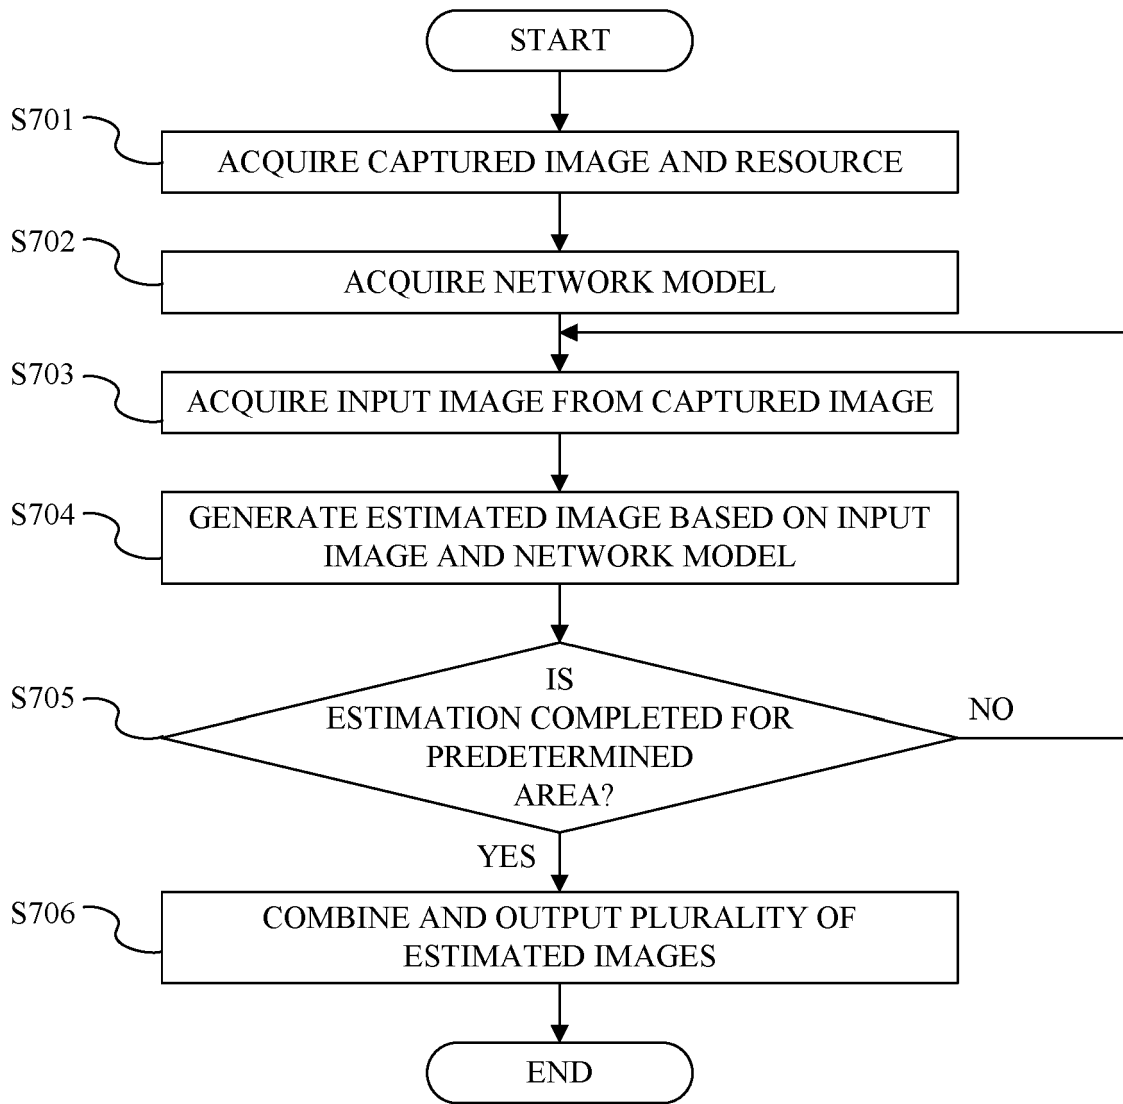 START
S701
ACQUIRE CAPTURED IMAGE AND RESOURCE
S702
ACQUIRE NETWORK MODEL
S703
ACQUIRE INPUT IMAGE FROM CAPTURED IMAGE
S704
GENERATE ESTIMATED IMAGE BASED ON INPUT
IMAGE AND NETWORK MODEL
S705
IS
ESTIMATION COMPLETED FOR
PREDETERMINED
AREA?
NO
YES
S706
COMBINE AND OUTPUT PLURALITY OF
ESTIMATED IMAGES
END